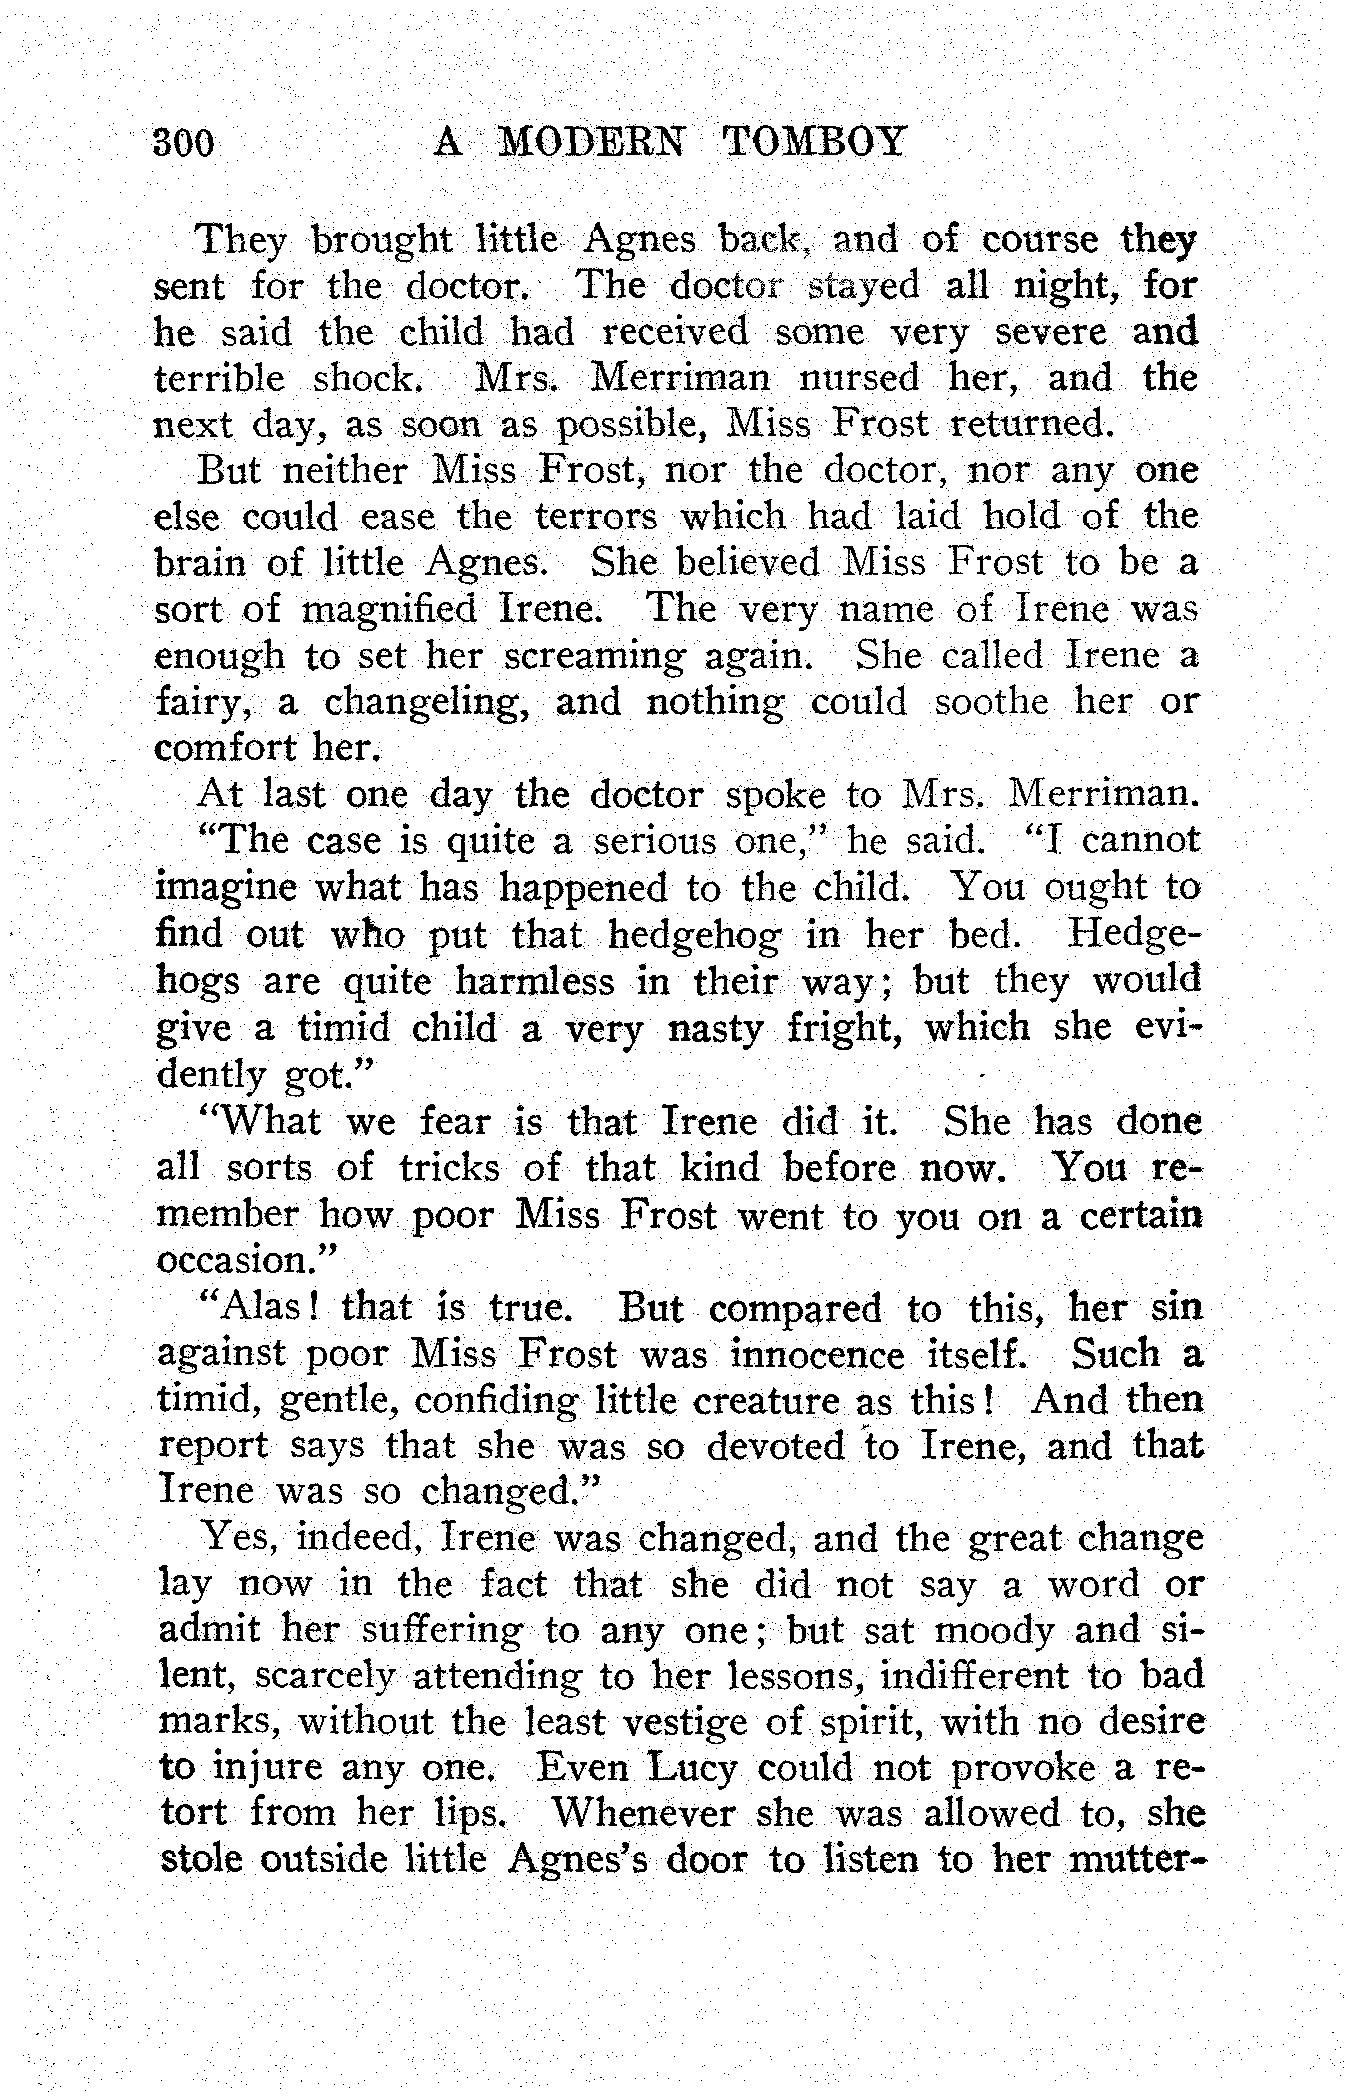 300 A MODERN TOMBOY
They brought little Agnes back, and of course they
sent for the doctor. The doctor stayed all night, for
he said the child had received some very severe and
terrible shock. Mrs. Merriman nursed her, and the
next day, as soon as possible, Miss Frost returned.
But neither Miss Frost, nor the doctor, nor any one
else could ease the terrors which had laid hold of the
brain of little Agnes. She believed Miss Frost to be a
sort of magnified Irene. The very name of Irene was
enough to set her screaming again. She called Irene a
fairy, a changeling, and nothing could soothe her or
comfort her.
At last one day the doctor spoke to Mrs. Merriman.
“The case is quite a serious one,” he said. “I cannot
imagine what has happened to the child. You ought to
find out who put that hedgehog in her bed. Hedge-
hogs are quite harmless in their way; but they would
give a timid child a very nasty fright, which she evi-
dently got.”
“What we fear is that Irene did it. She has done
all sorts of tricks of that kind before now. You re-
member how poor Miss Frost went to you on a certain
occasion.”
“Alas! that is true. But compared to this, her sin
against poor Miss Frost was innocence itself. Such a
timid, gentle, confiding little creature as this! And then
report says that she was so devoted to Irene, and that
Irene was so changed.”
Yes, indeed, Irene was changed, and the great change
lay now in the fact that she did not say a word or
admit her suffering to any one; but sat moody and si-
lent, scarcely attending to her lessons, indifferent to bad
marks, without the least vestige of spirit, with no desire
to injure any one. Even Lucy could not provoke a re-
tort from her lips. Whenever she was allowed to, she
stole outside little Agnes's door to listen to her mutter-